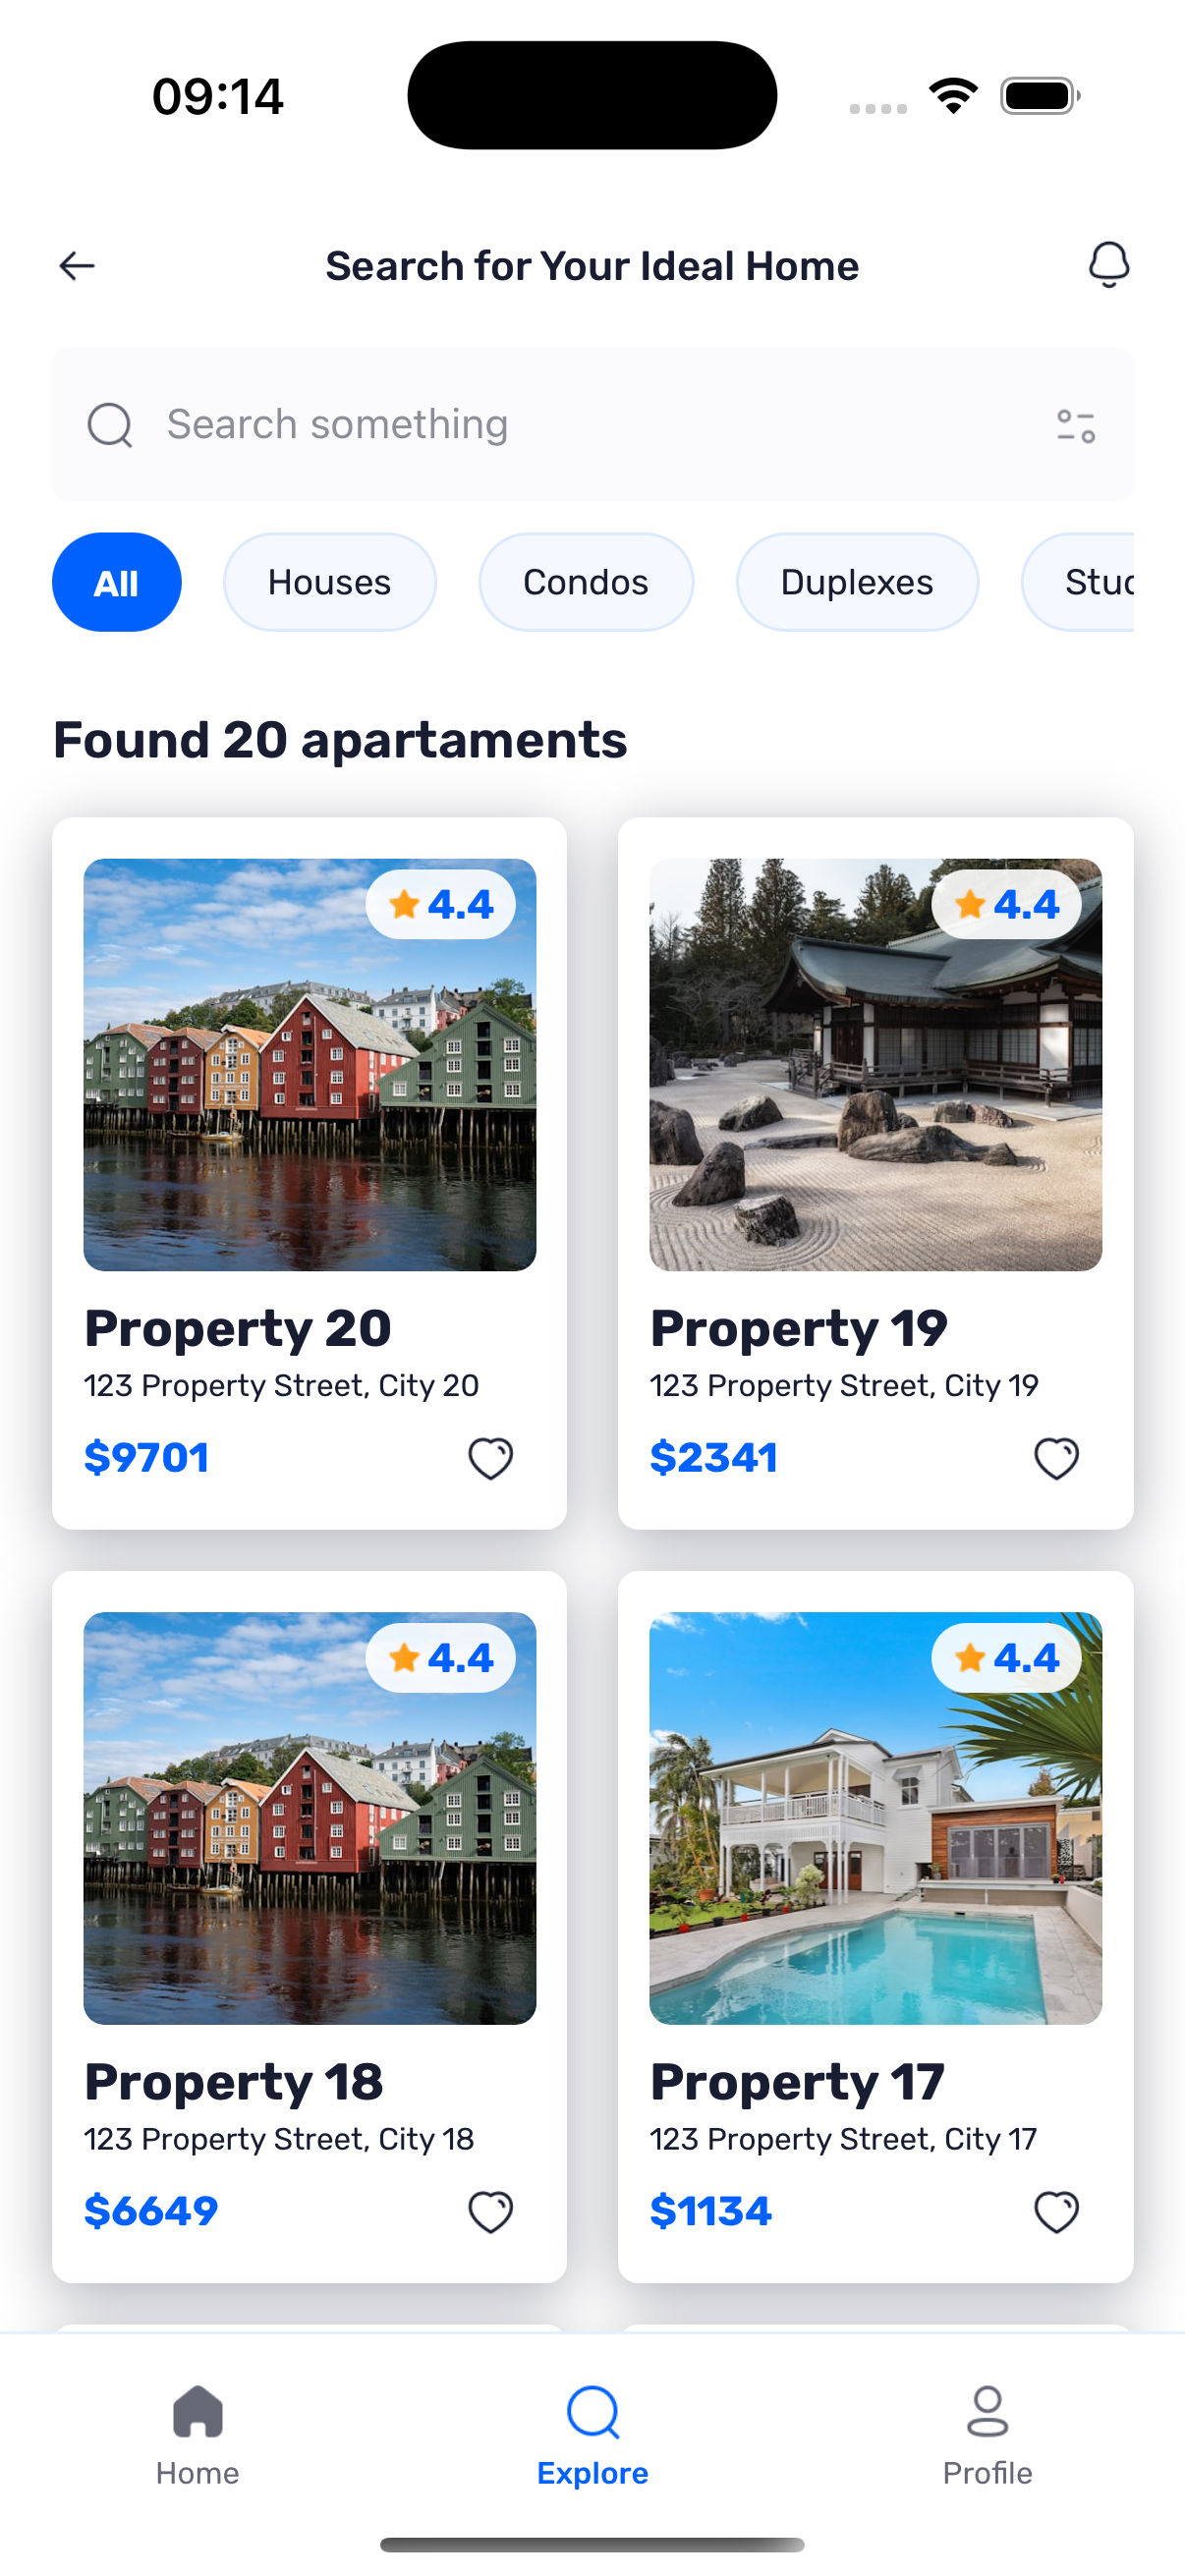 09:14
Search for Your Ideal Home
Search something
All Houses Condos Duplexes Stud
Found 20 apartaments
4.4 4.4
Property 20 Property 19
123 Property Street, City 20 123 Property Street, City 19
$9701 $2341
4.4 4.4
Property 18 Property 17
123 Property Street, City 18 123 Property Street, City 17
$6649 $1134
Home Explore Profile